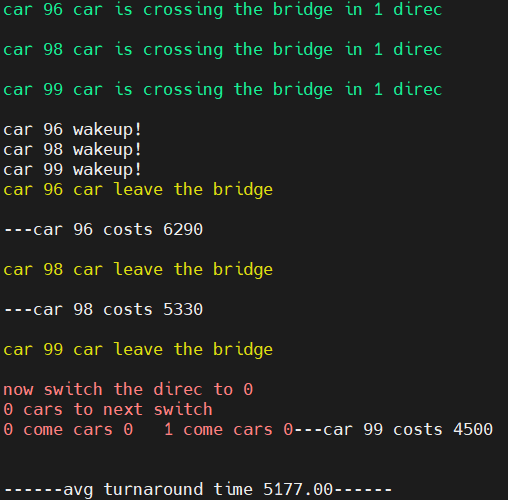 car 96 car is crossing the bridge in 1 direc
car 98 car is crossing the bridge in 1 direc
car 99 car is crossing the bridge in 1 direc
car 96 wakeup!
car 98 wakeup!
car 99 wakeup!
car 96 car leave the bridge
---car 96 costs 6290
car 98 car leave the bridge
---car 98 costs 5330
car 99 car leave the bridge
now switch the direc to 0
0 cars to next switch
0 come cars 0   1 come cars 0---car 99 costs 4500
------avg turnaround time 5177.00------